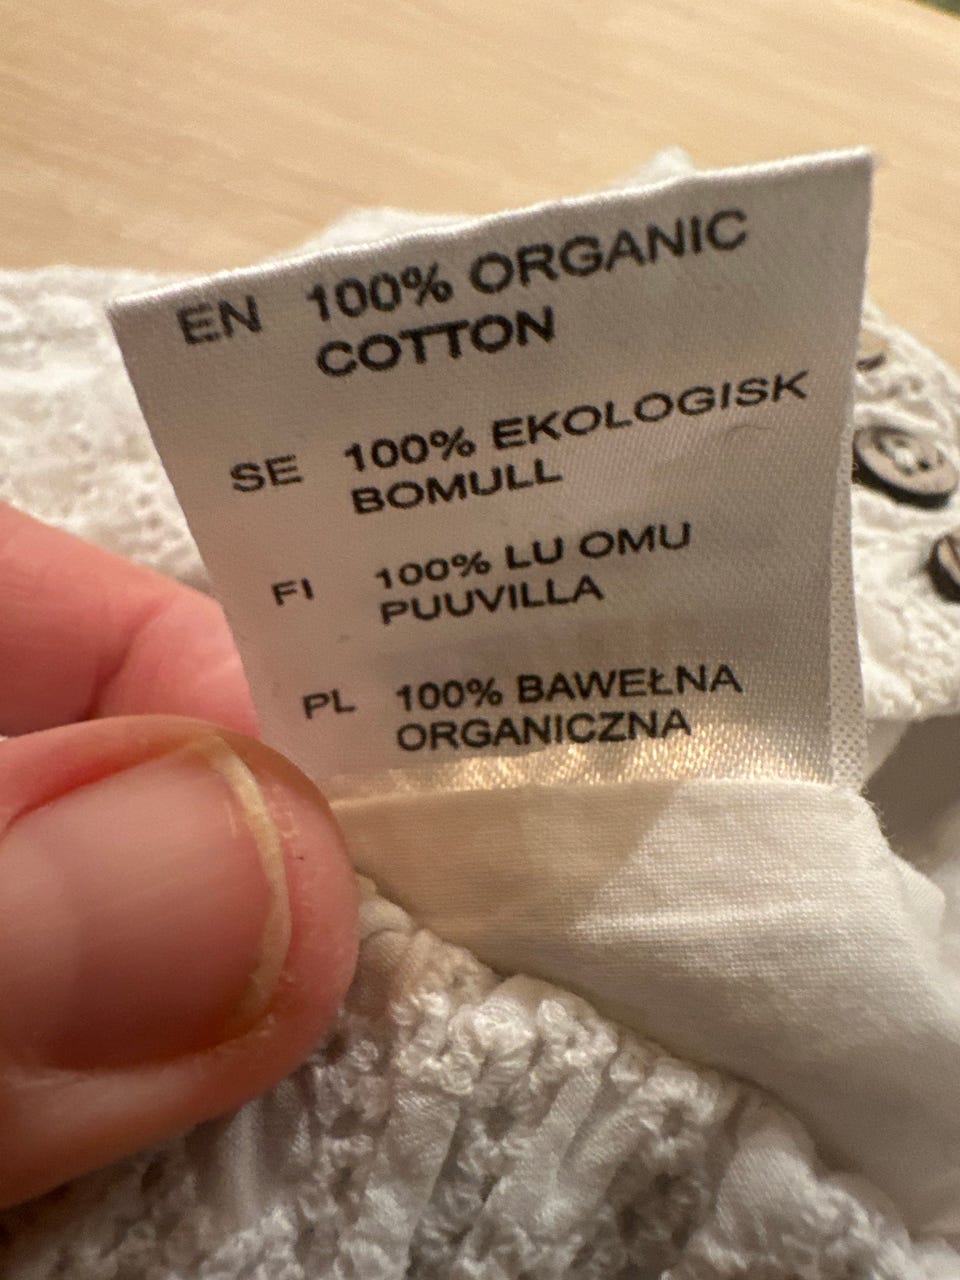 EN 100% ORGANIC
COTTON
SE 100% EKOLOGISK
BOMULL
FI 100% LU OMU
PUUVILLA
PL 100% BAWEŁNA
ORGANICZNA